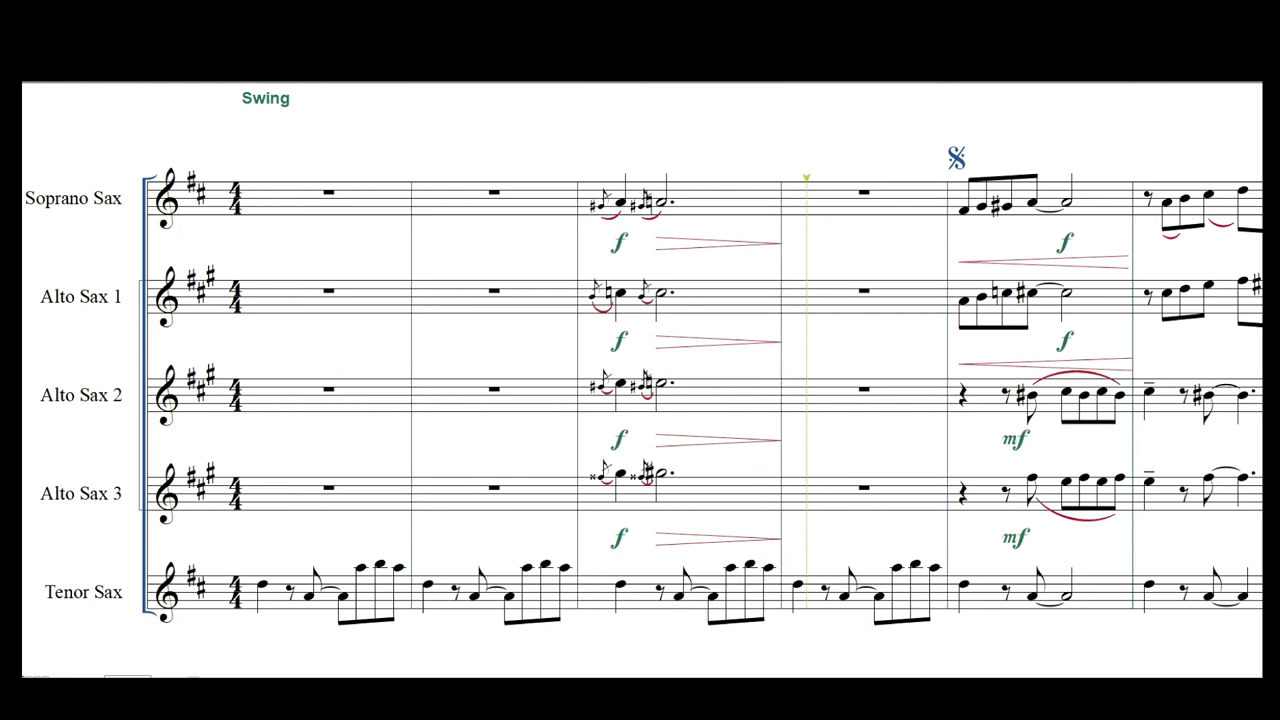 Swing
Soprano Sax
f f
Alto Sax 1
f f
Alto Sax 2
f mf
Alto Sax 3
f mf
Tenor Sax